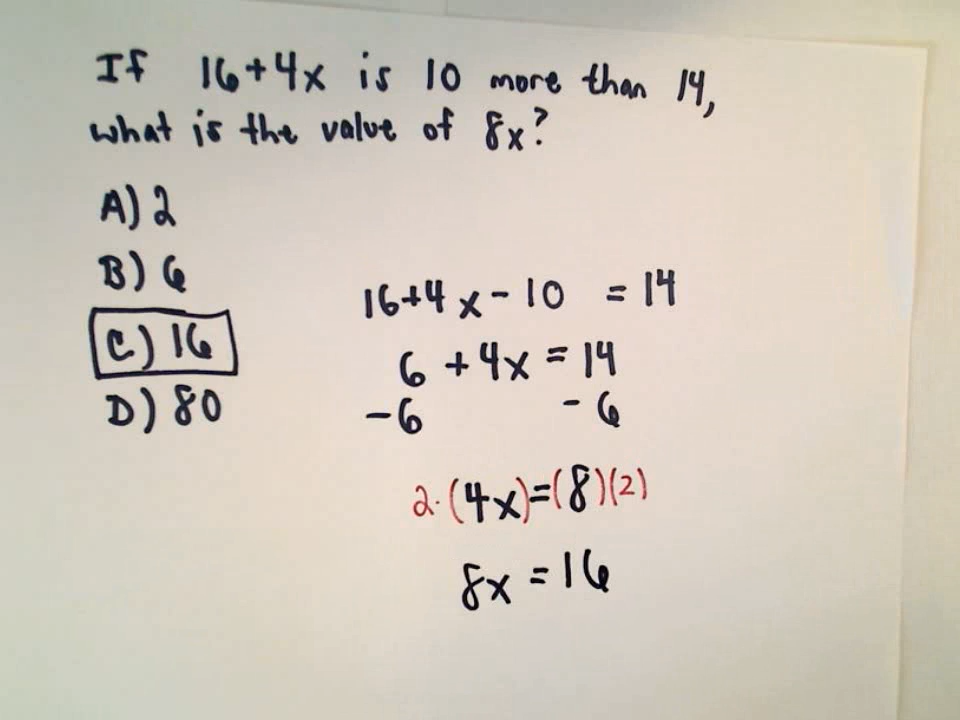 If 16+4x is 10 more than 14,
what is the value of 8x?
A) 2
B) 6
C) 16
D) 80
16+4x-10 = 14
6 +4x = 14
-6 -6
2·(4x)=(8)(2)
8x = 16